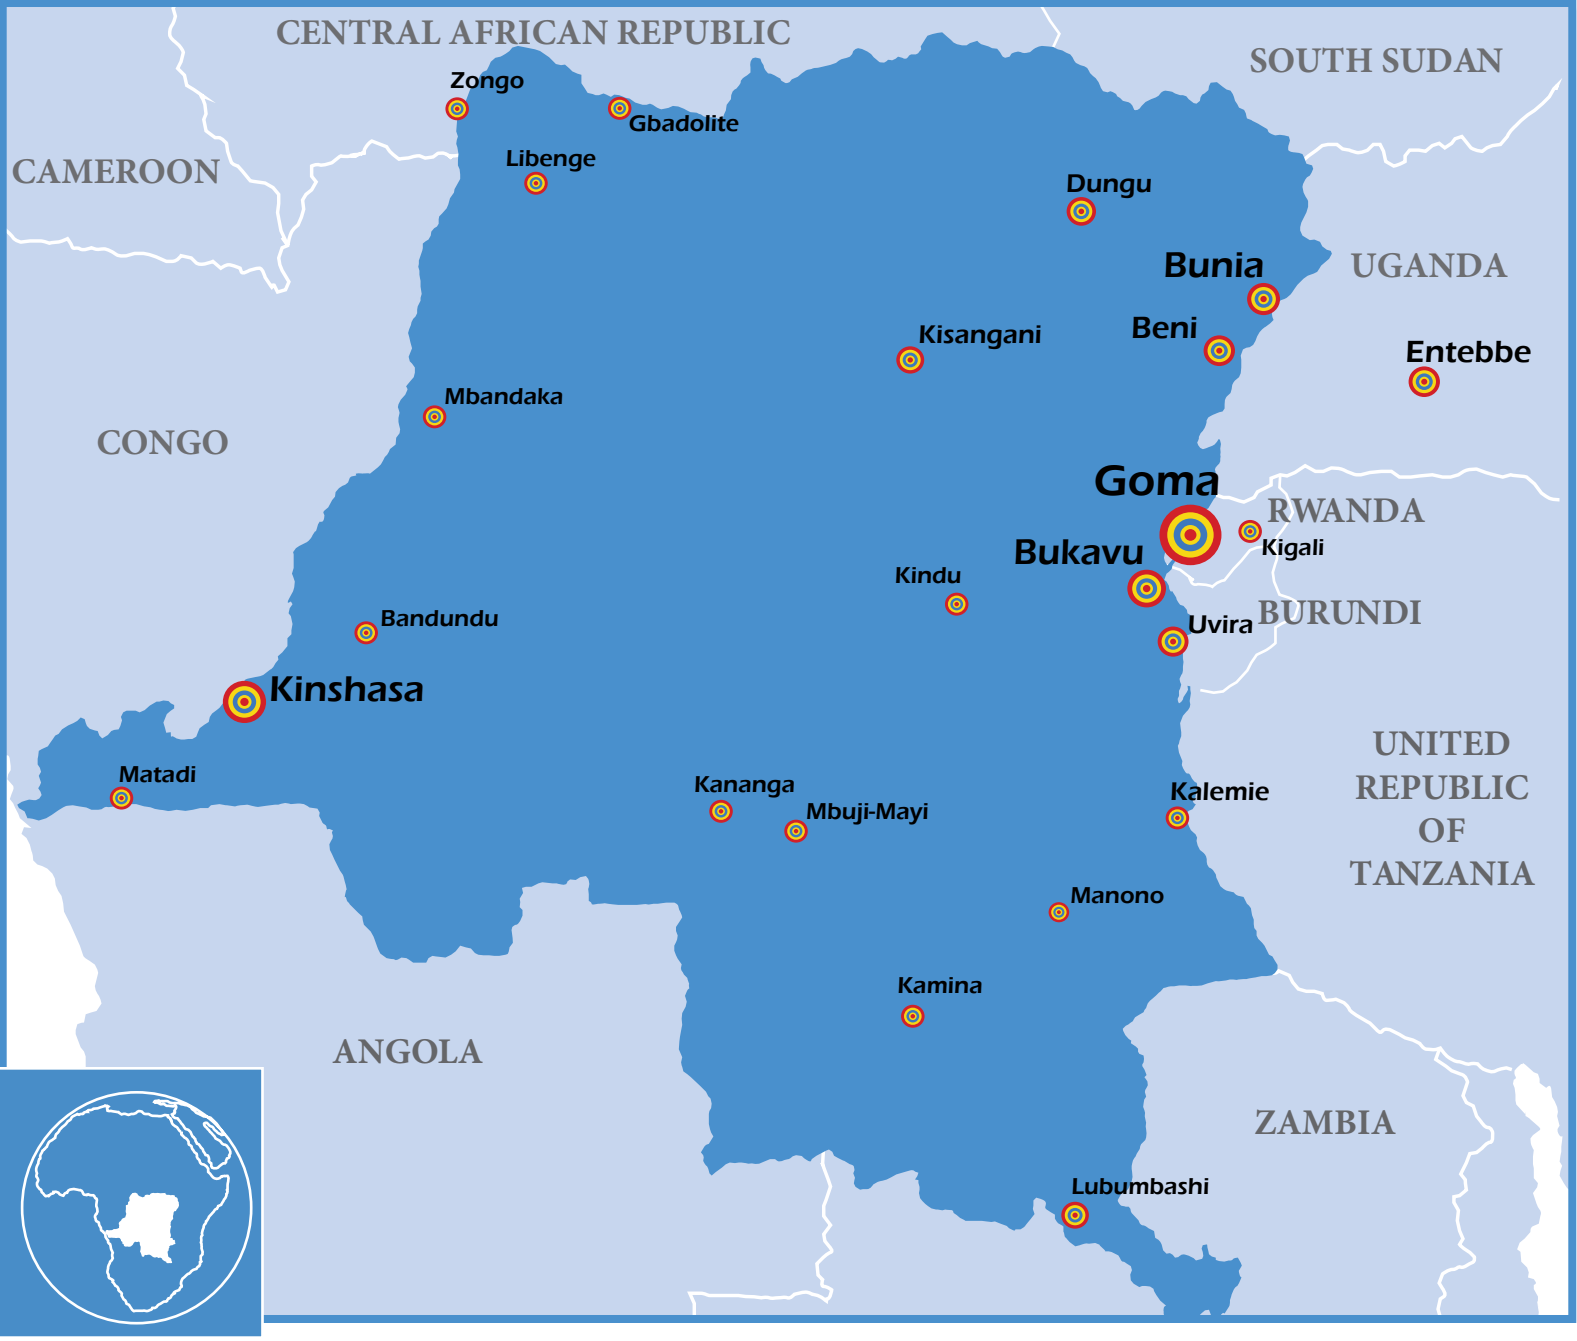 CENTRAL AFRICAN REPUBLIC
SOUTH SUDAN
Zongo
Gbadolite
Libenge
CAMEROON
Dungu
Bunia
UGANDA
Beni
Kisangani
Entebbe
Mbandaka
CONGO
Goma
RWANDA
Kigali
Bukavu
Kindu
BURUNDI
Uvira
Bandundu
Kinshasa
UNITED
REPUBLIC
OF
TANZANIA
Matadi
Kananga
Mbuji-Mayi
Kalemie
Manono
Kamina
ANGOLA
ZAMBIA
Lubumbashi